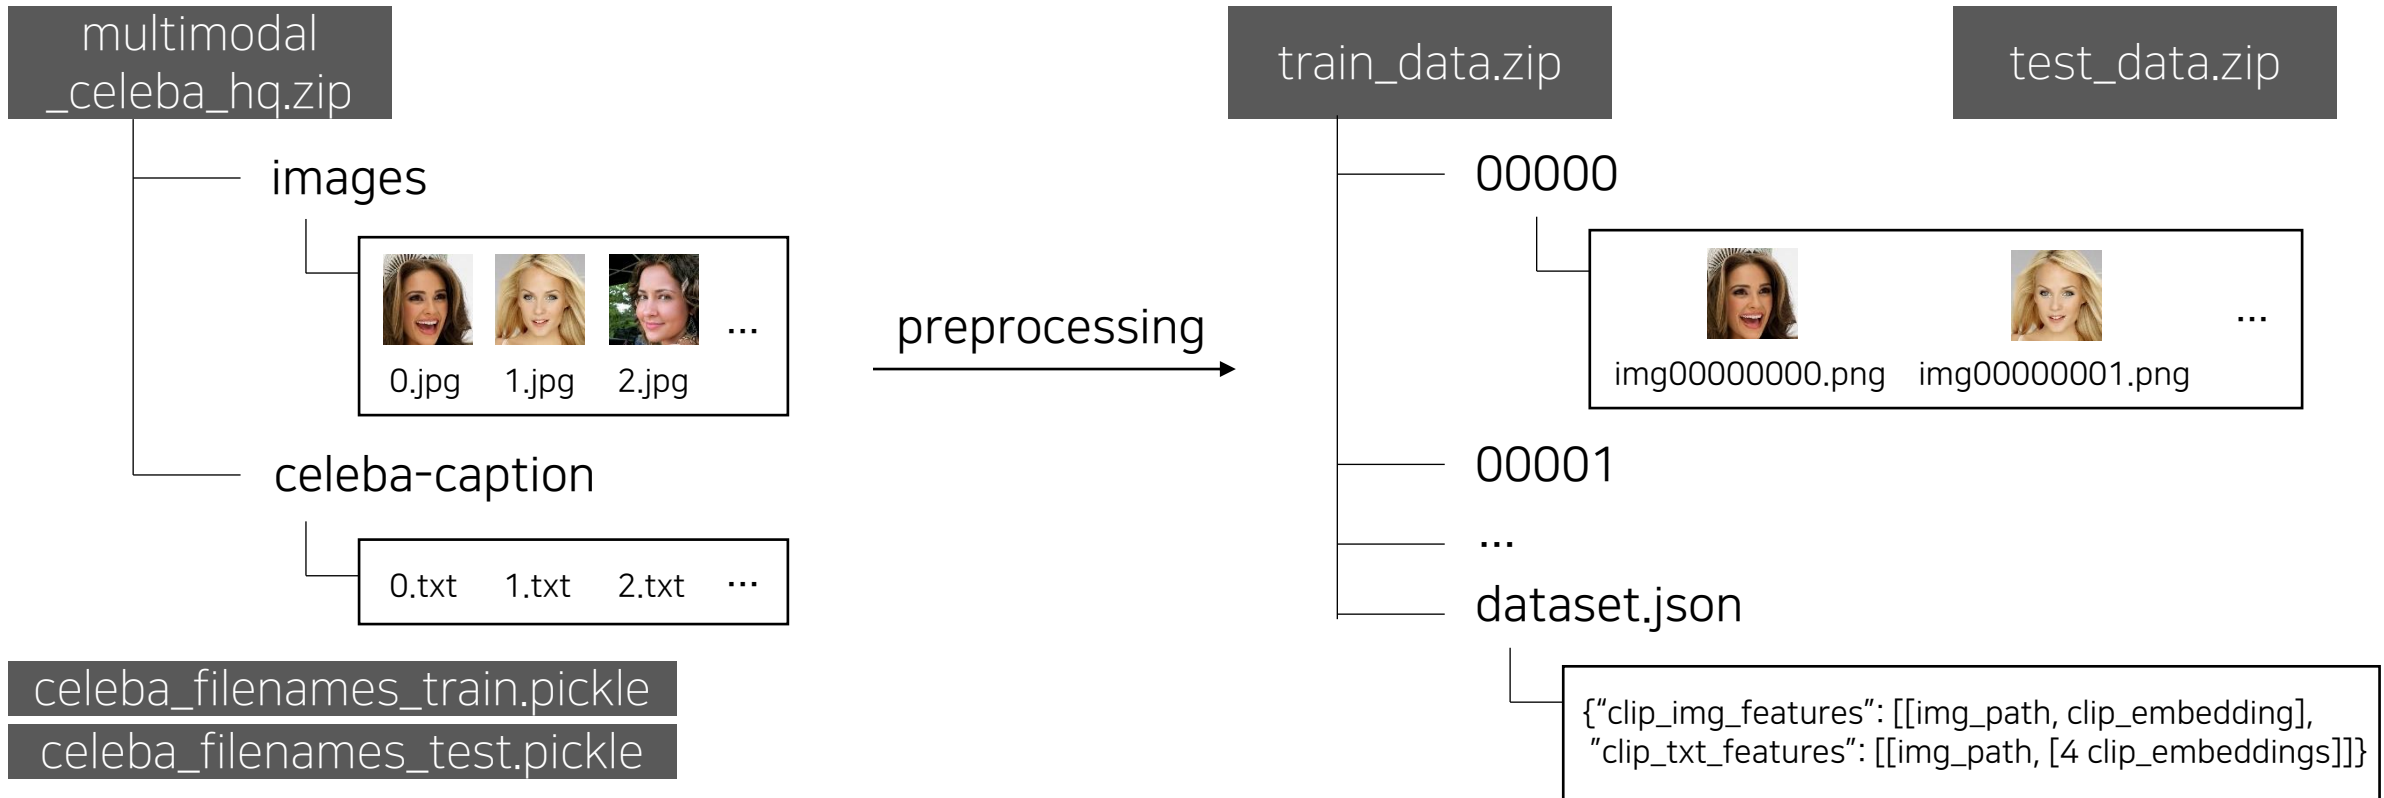 multimodal
_celeba_hq.zip
images
0.jpg 1.jpg 2.jpg ...
celeba-caption
0.txt 1.txt 2.txt ...
celeba_filenames_train.pickle
celeba_filenames_test.pickle
preprocessing
train_data.zip
test_data.zip
00000
img00000000.png img00000001.png ...
00001
...
dataset.json
{“clip_img_features”: [[img_path, clip_embedding],
”clip_txt_features”: [[img_path, [4 clip_embeddings]]]}